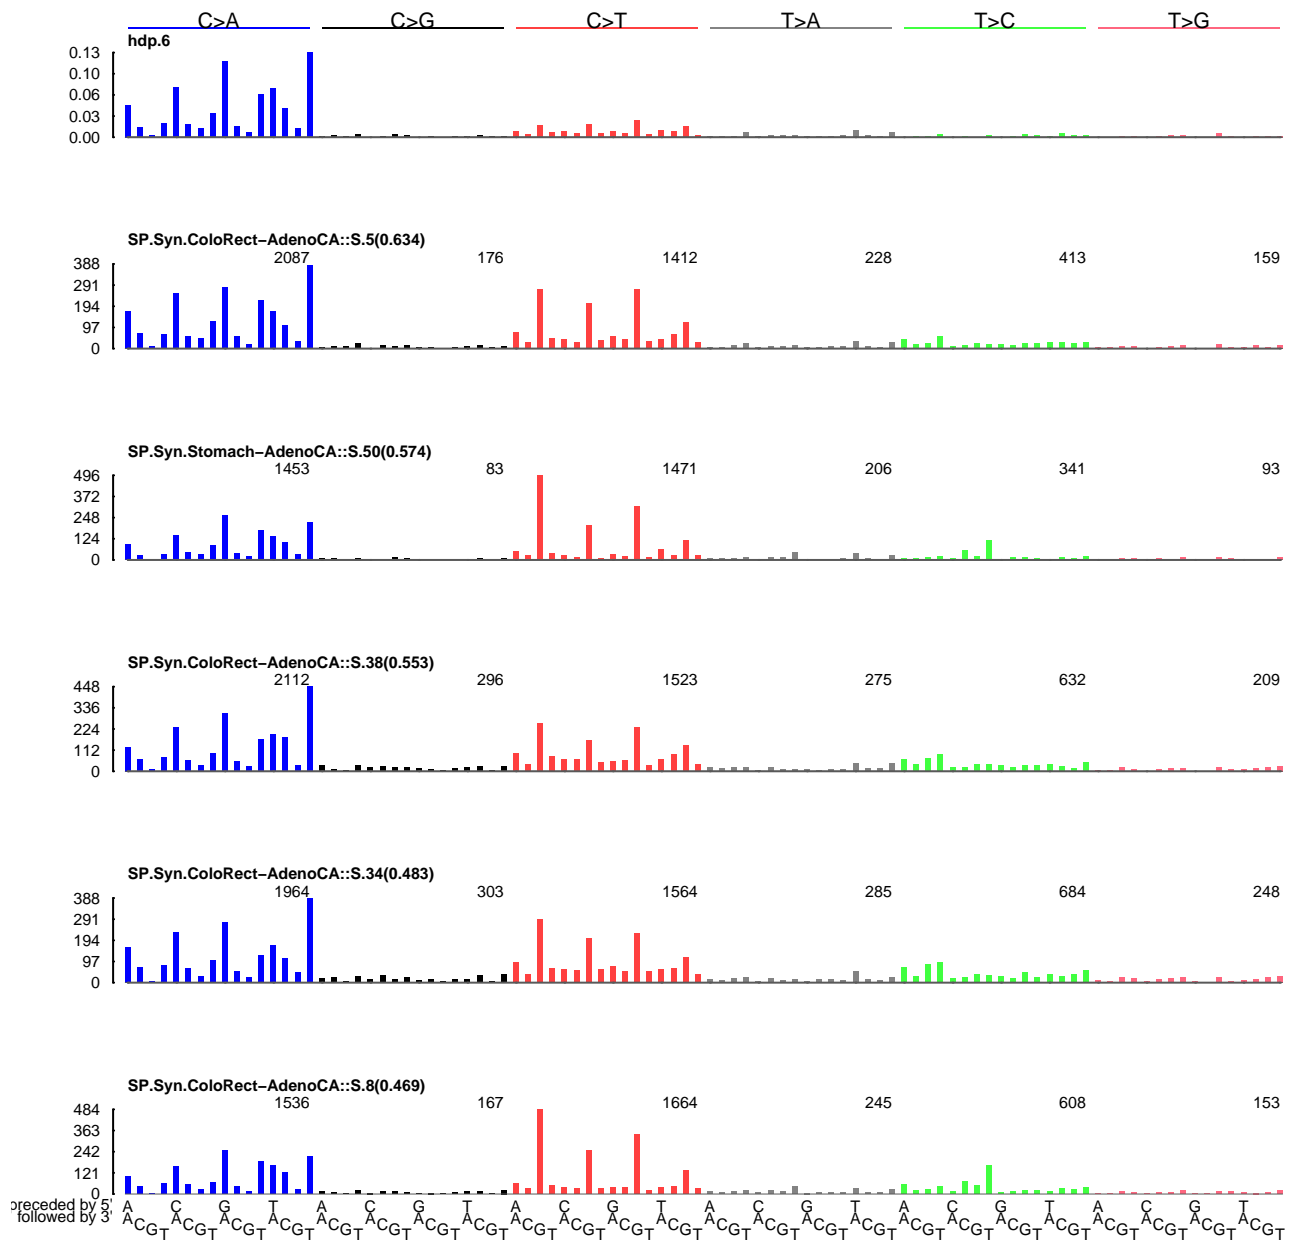 C>A C>G C>T T>A T>C T>G
hdp.6
0.13
0.10
0.06
0.03
0.00
SP.Syn.ColoRect−AdenoCA::S.5(0.634)
2087 176 1412 228 413 159
388
291
194
97
0
SP.Syn.Stomach−AdenoCA::S.50(0.574)
1453 83 1471 206 341 93
496
372
248
124
0
SP.Syn.ColoRect−AdenoCA::S.38(0.553)
2112 296 1523 275 632 209
448
336
224
112
0
SP.Syn.ColoRect−AdenoCA::S.34(0.483)
1964 303 1564 285 684 248
388
291
194
97
0
SP.Syn.ColoRect−AdenoCA::S.8(0.469)
1536 167 1664 245 608 153
484
363
242
121
0
preceded by 5' A C G T A C G T A C G T A C G T A C G T A C G T
followed by 3' A C G T A C G T A C G T A C G T A C G T A C G T A C G T A C G T A C G T A C G T A C G T A C G T A C G T A C G T A C G T A C G T A C G T A C G T A C G T A C G T A C G T A C G T A C G T A C G T